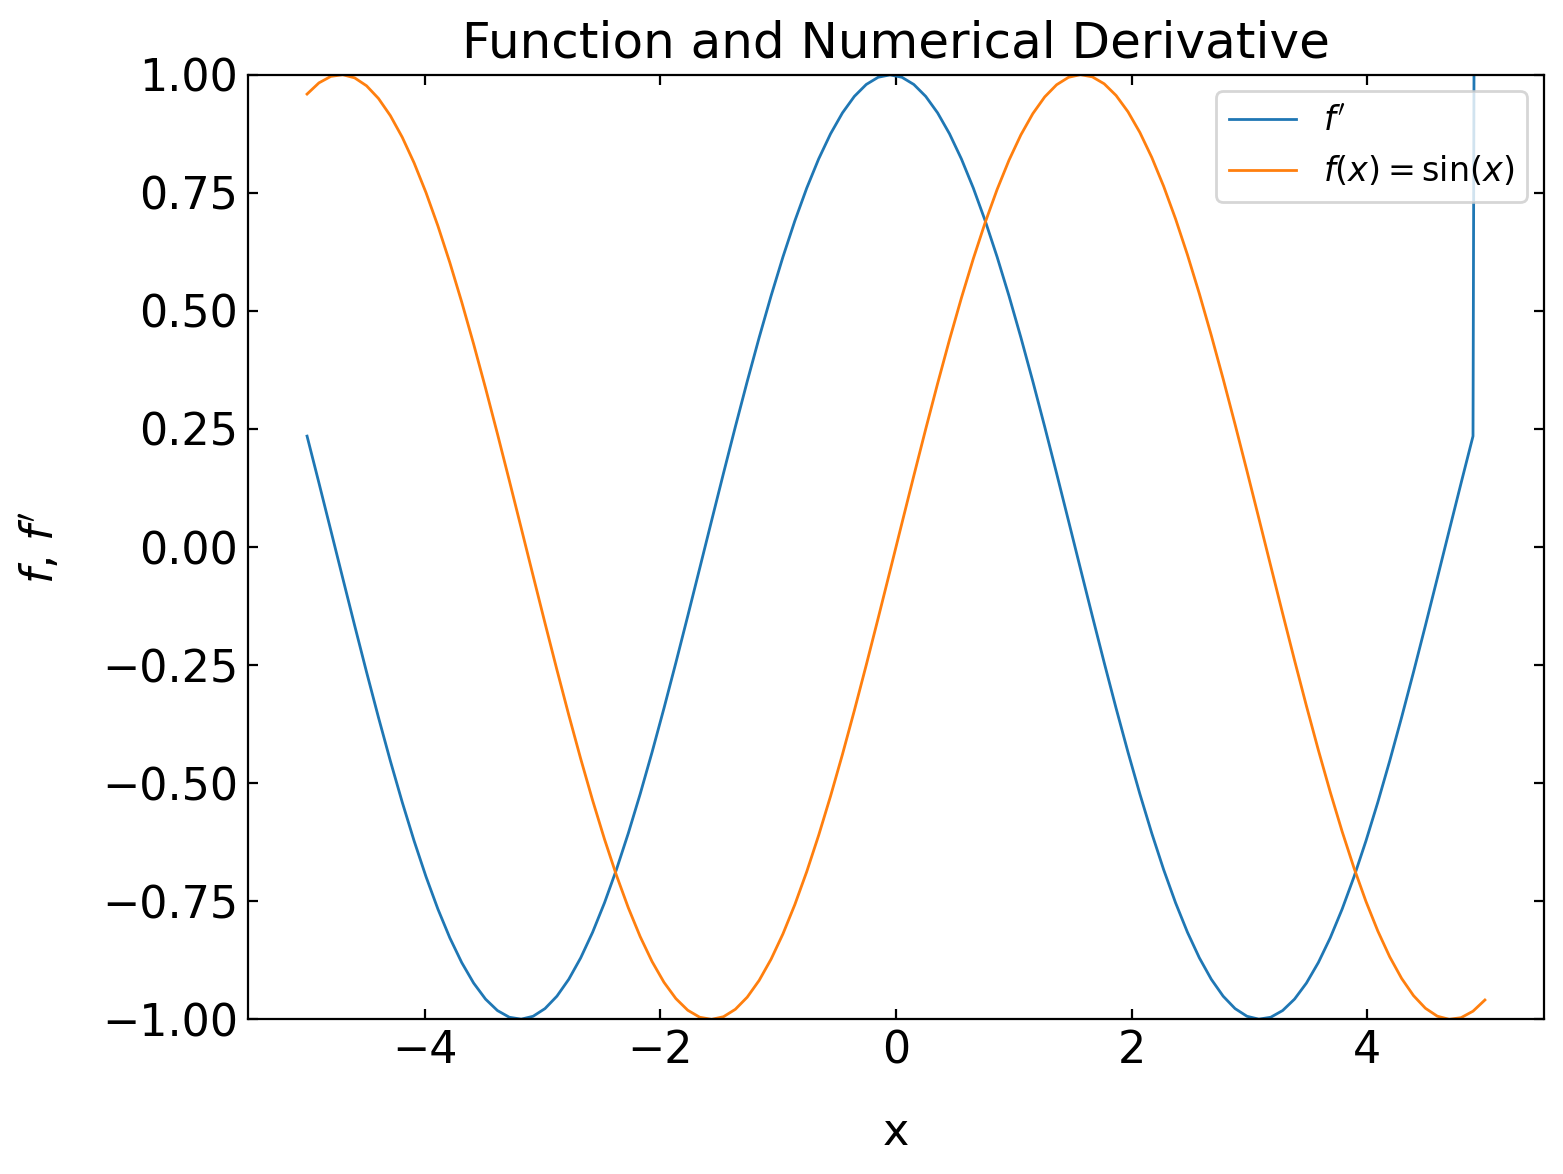 Function and Numerical Derivative
1.00
0.75
0.50
0.25
0.00
−0.25
−0.50
−0.75
−1.00
f, f′
f′
f(x) = sin(x)
−4
−2
0
2
4
x